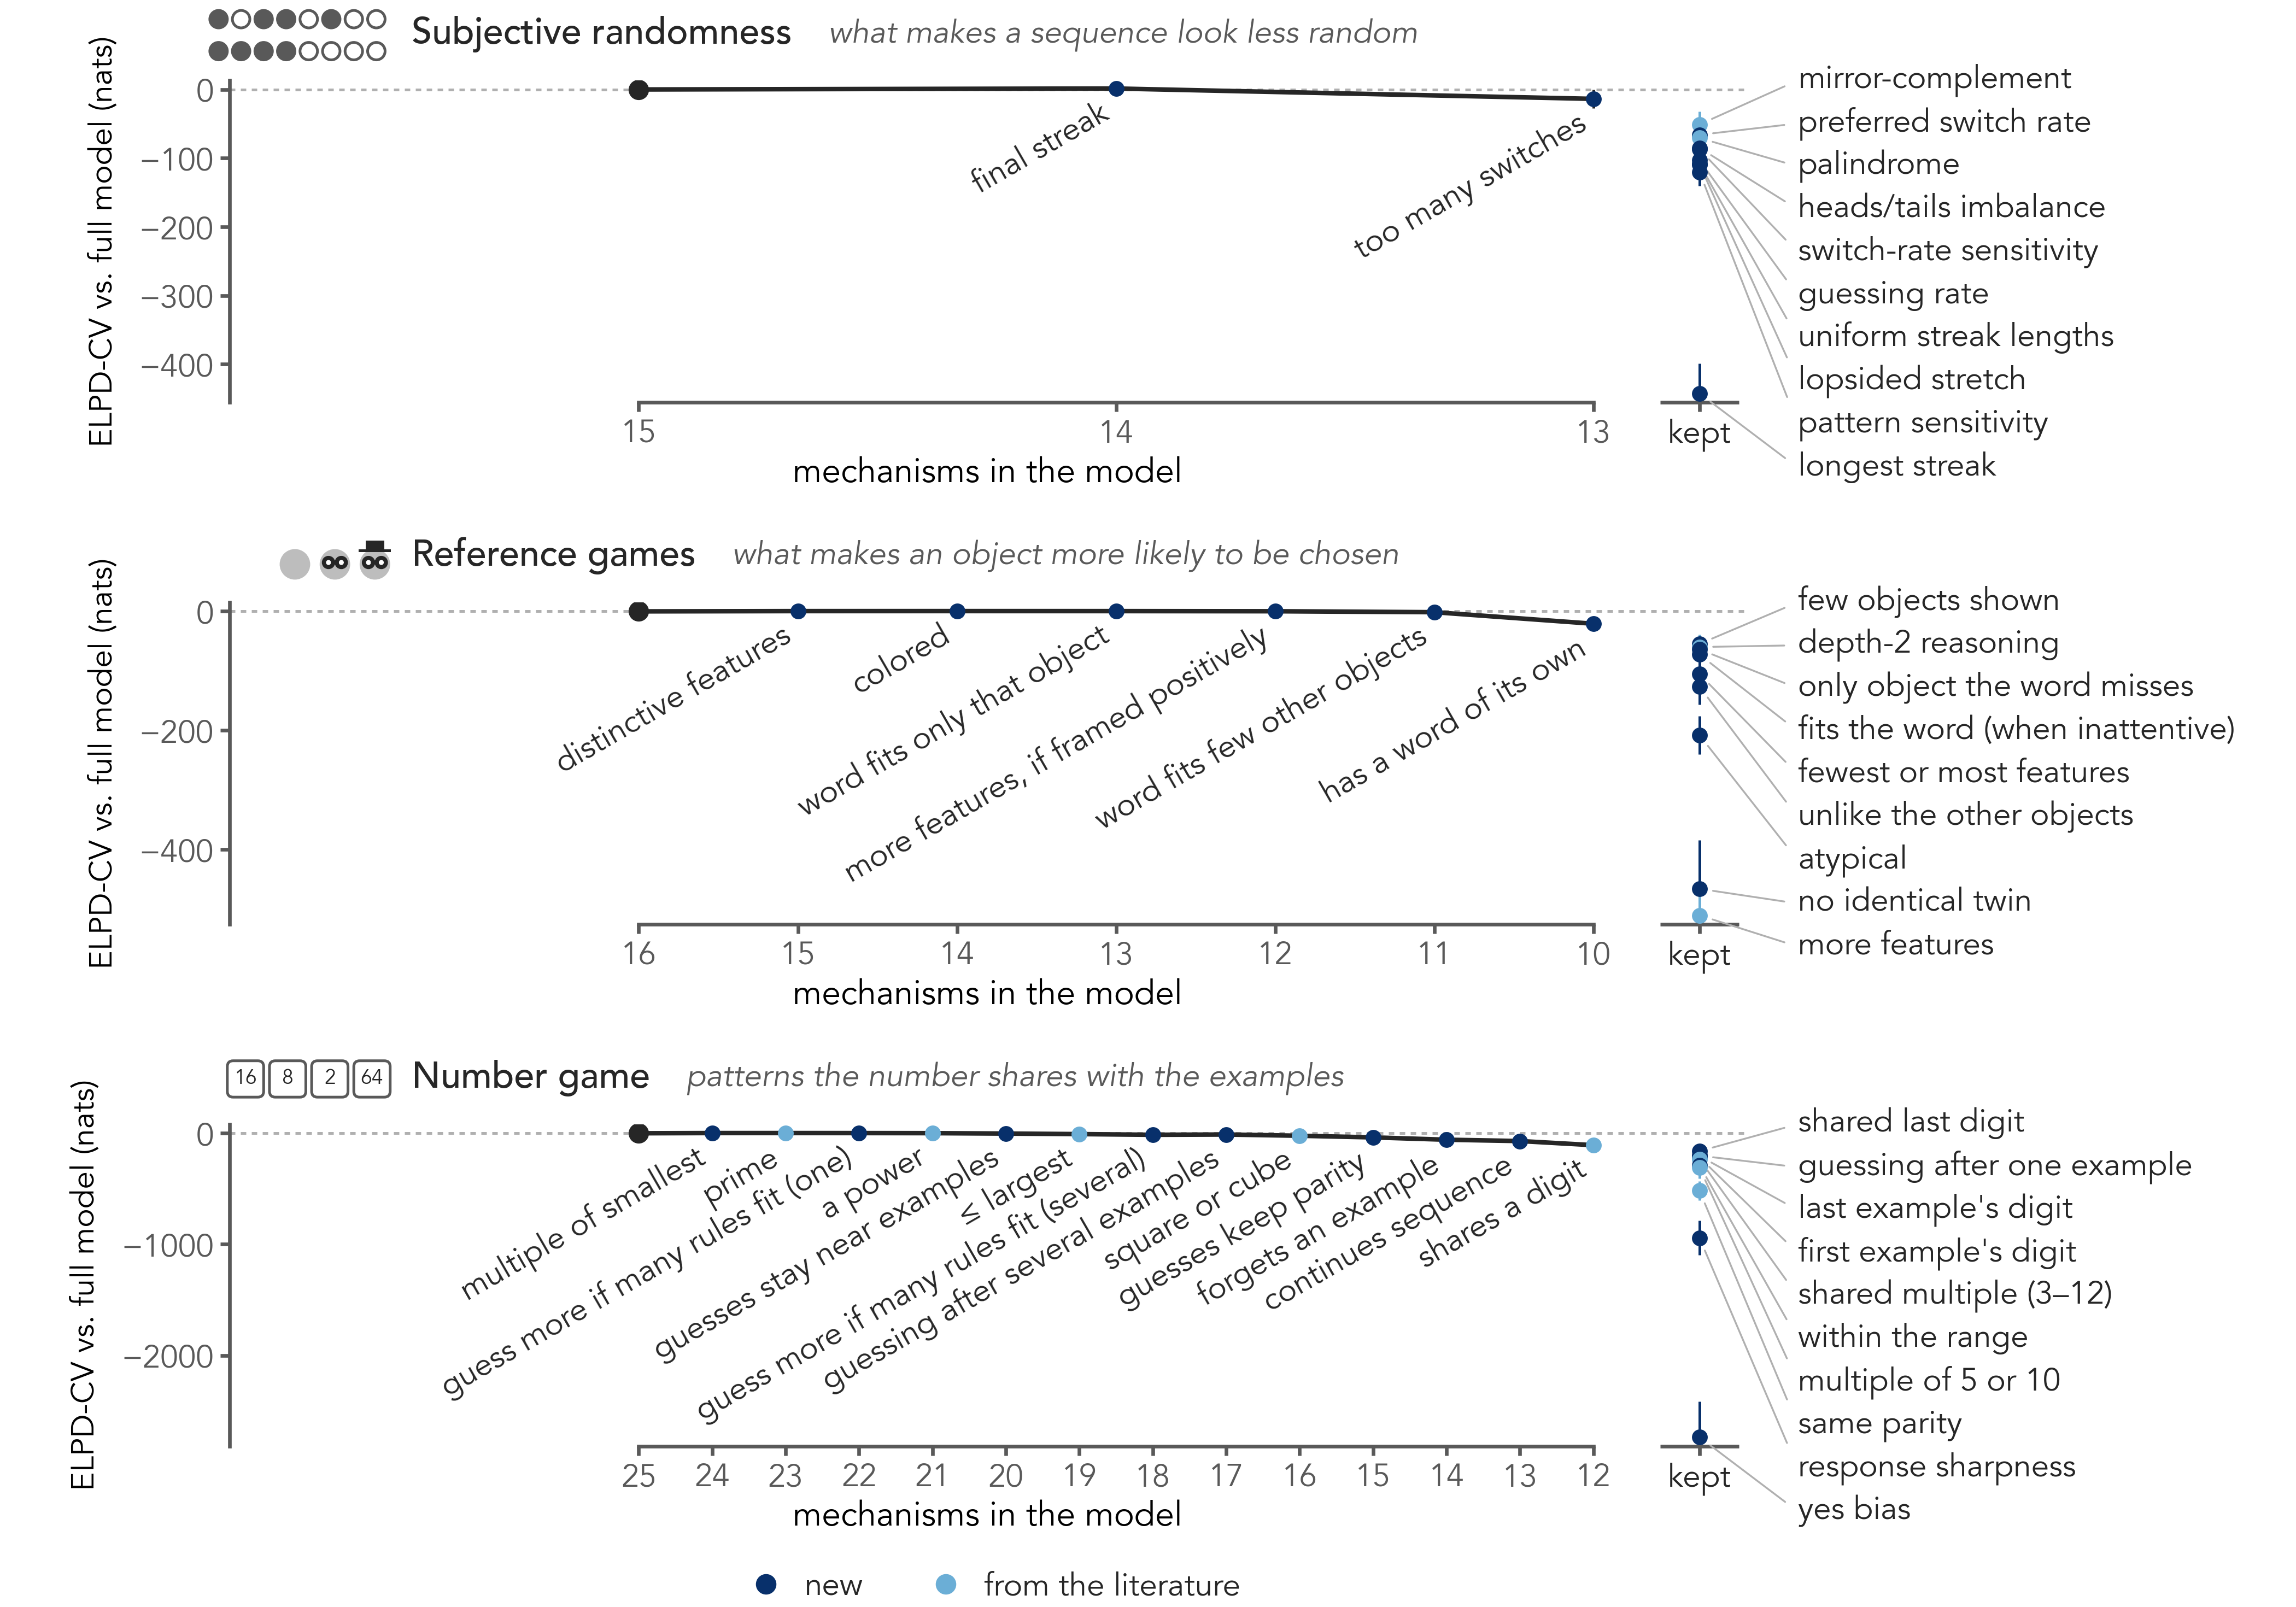 Subjective randomness what makes a sequence look less random
ELPD-CV vs. full model (nats)
0
−100
−200
−300
−400
final streak
too many switches
15 14 13
mechanisms in the model
kept
mirror-complement
preferred switch rate
palindrome
heads/tails imbalance
switch-rate sensitivity
guessing rate
uniform streak lengths
lopsided stretch
pattern sensitivity
longest streak
Reference games what makes an object more likely to be chosen
ELPD-CV vs. full model (nats)
0
−200
−400
distinctive features
colored
word fits only that object
more features, if framed positively
word fits few other objects
has a word of its own
16 15 14 13 12 11 10
mechanisms in the model
kept
few objects shown
depth-2 reasoning
only object the word misses
fits the word (when inattentive)
fewest or most features
unlike the other objects
atypical
no identical twin
more features
16 8 2 64
Number game patterns the number shares with the examples
ELPD-CV vs. full model (nats)
0
−1000
−2000
multiple of smallest
prime
guess more if many rules fit (one)
a power
guesses stay near examples
≤ largest
guess more if many rules fit (several)
guessing after several examples
square or cube
guesses keep parity
forgets an example
continues sequence
shares a digit
25 24 23 22 21 20 19 18 17 16 15 14 13 12
mechanisms in the model
kept
shared last digit
guessing after one example
last example's digit
first example's digit
shared multiple (3–12)
within the range
multiple of 5 or 10
same parity
response sharpness
yes bias
new
from the literature